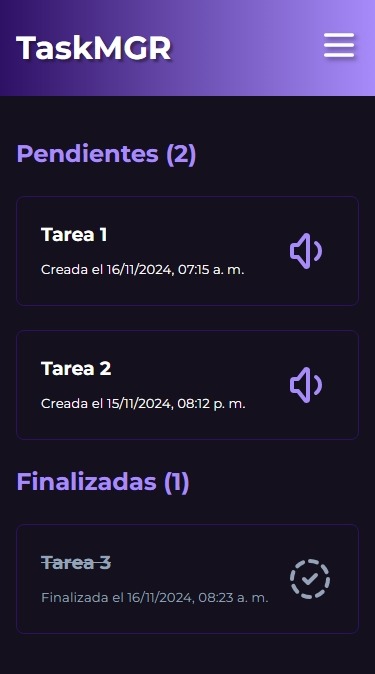 TaskMGR
Pendientes (2)
Tarea 1
Creada el 16/11/2024, 07:15 a. m.
Tarea 2
Creada el 15/11/2024, 08:12 p. m.
Finalizadas (1)
Tarea 3
Finalizada el 16/11/2024, 08:23 a. m.